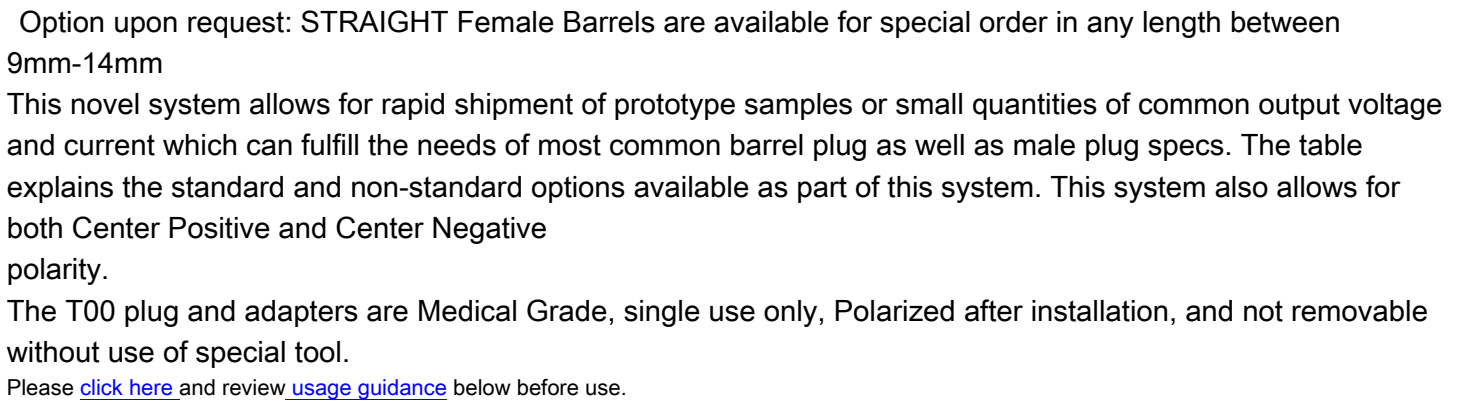 Option upon request: STRAIGHT Female Barrels are available for special order in any length between
9mm-14mm
This novel system allows for rapid shipment of prototype samples or small quantities of common output voltage
and current which can fulfill the needs of most common barrel plug as well as male plug specs. The table
explains the standard and non-standard options available as part of this system. This system also allows for
both Center Positive and Center Negative
polarity.
The T00 plug and adapters are Medical Grade, single use only, Polarized after installation, and not removable
without use of special tool.
Please click here and review usage guidance below before use.